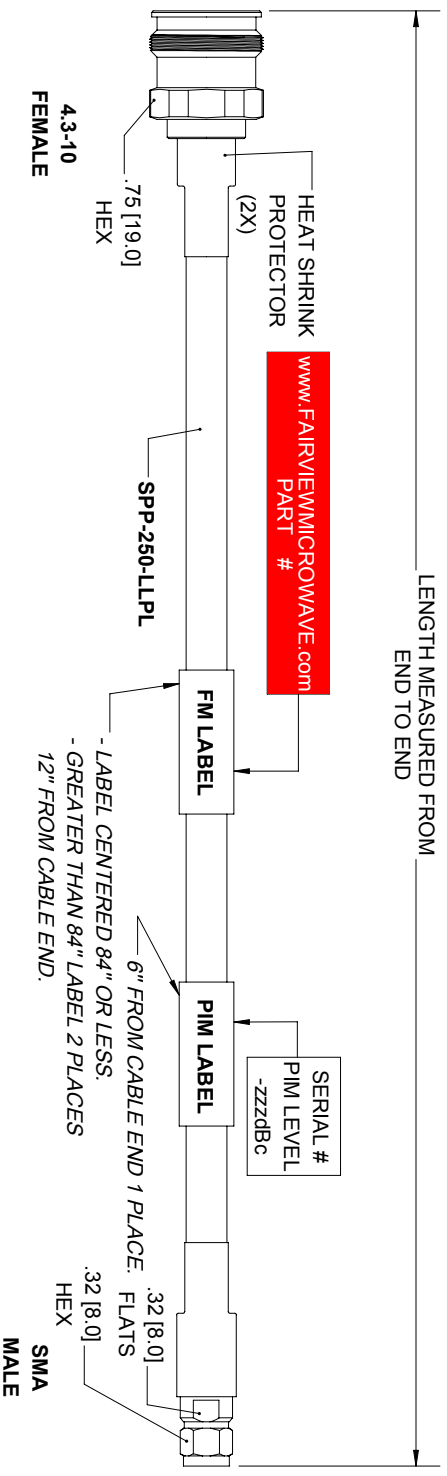 LENGTH MEASURED FROM
END TO END
HEAT SHRINK
PROTECTOR
(2X)
www.FAIRVIEWMICROWAVE.com
PART #
SERIAL #
PIM LEVEL
-zzzdBc
4.3-10
FEMALE
.75 [19.0]
HEX
SPP-250-LLPL
FM LABEL
PIM LABEL
- LABEL CENTERED 84" OR LESS.
- GREATER THAN 84" LABEL 2 PLACES
12" FROM CABLE END.
6" FROM CABLE END 1 PLACE.
.32 [8.0]
FLATS
.32 [8.0]
HEX
SMA
MALE